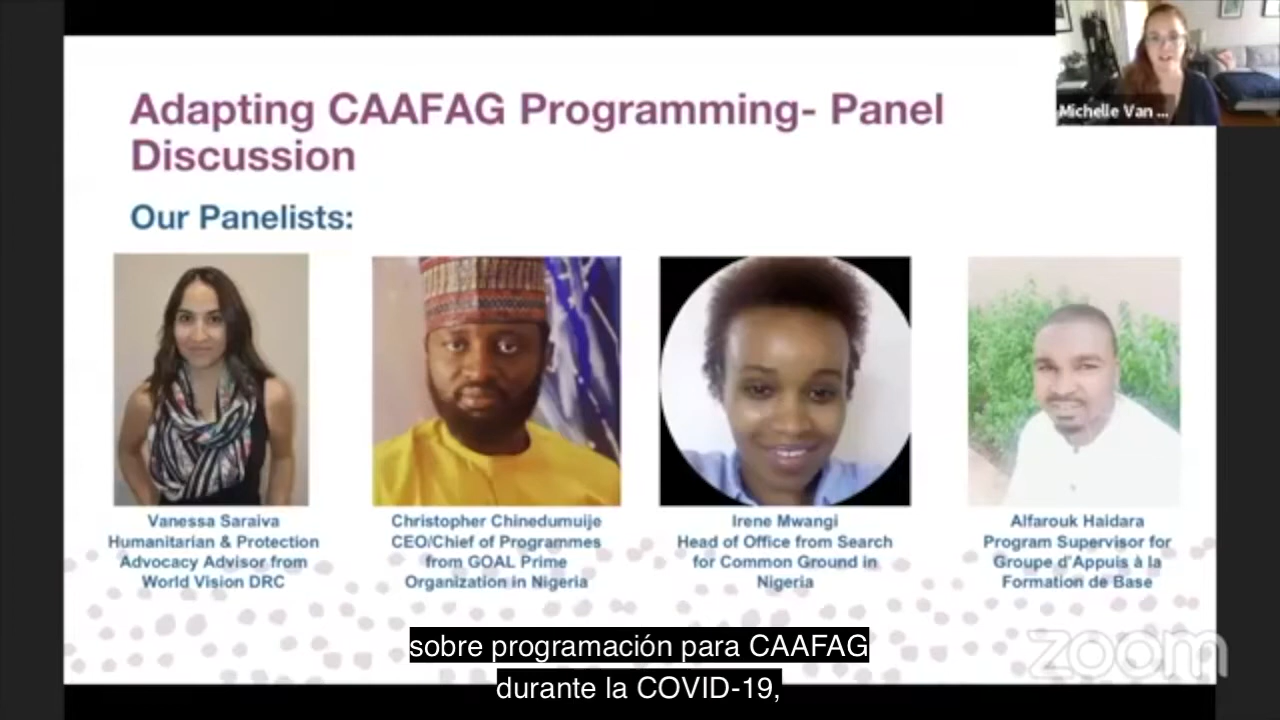 Adapting CAAFAG Programming- Panel
Discussion
Michelle Van ...
Our Panelists:
Vanessa Saraiva
Humanitarian & Protection
Advocacy Advisor from
World Vision DRC
Christopher Chinedumuije
CEO/Chief of Programmes
from GOAL Prime
Organization in Nigeria
Irene Mwangi
Head of Office from Search
for Common Ground in
Nigeria
Alfarouk Haidara
Program Supervisor for
Groupe d'Appuis à la
Formation de Base
sobre programación para CAAFAG
durante la COVID-19,
zoom